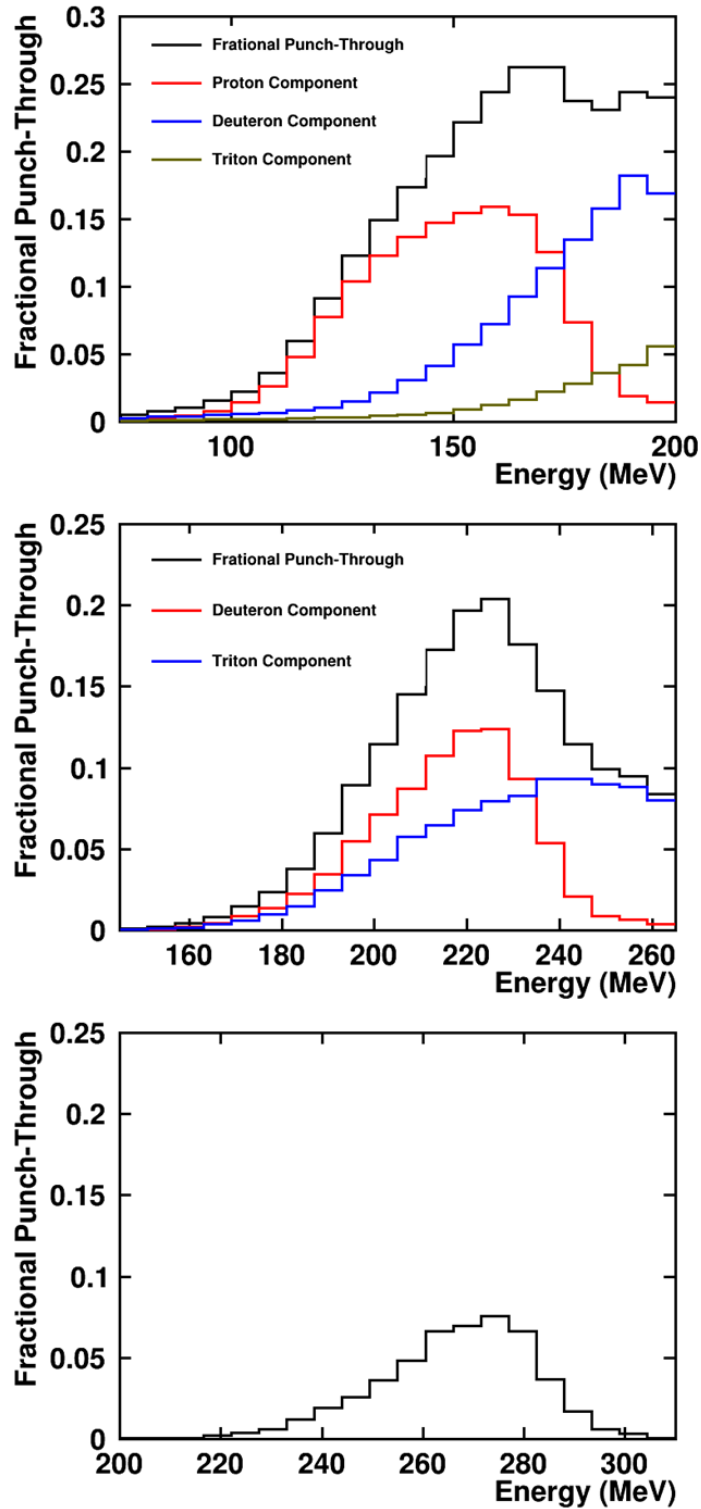 Fractional Punch-Through
0.3
0.25
0.2
0.15
0.1
0.05
0
Frational Punch-Through
Proton Component
Deuteron Component
Triton Component
100
150
200
Energy (MeV)
Fractional Punch-Through
0.25
0.2
0.15
0.1
0.05
0
Frational Punch-Through
Deuteron Component
Triton Component
160
180
200
220
240
260
Energy (MeV)
Fractional Punch-Through
0.25
0.2
0.15
0.1
0.05
0
200
220
240
260
280
300
Energy (MeV)